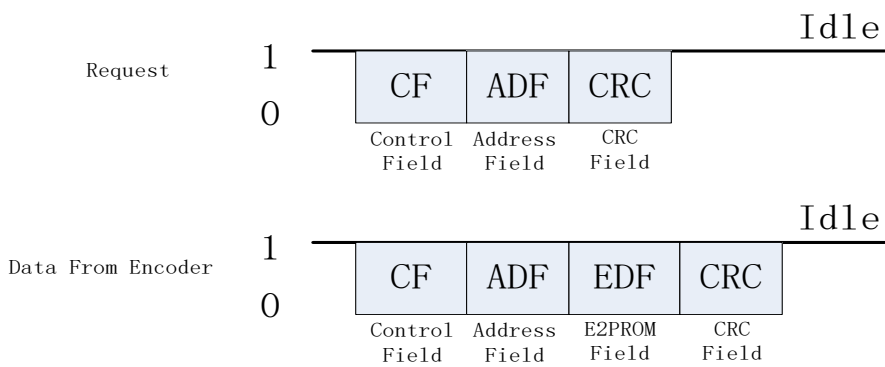 Idle
Request
1
0
CF ADF CRC
Control Address CRC
Field Field Field
Idle
Data From Encoder
1
0
CF ADF EDF CRC
Control Address E2PROM CRC
Field Field Field Field